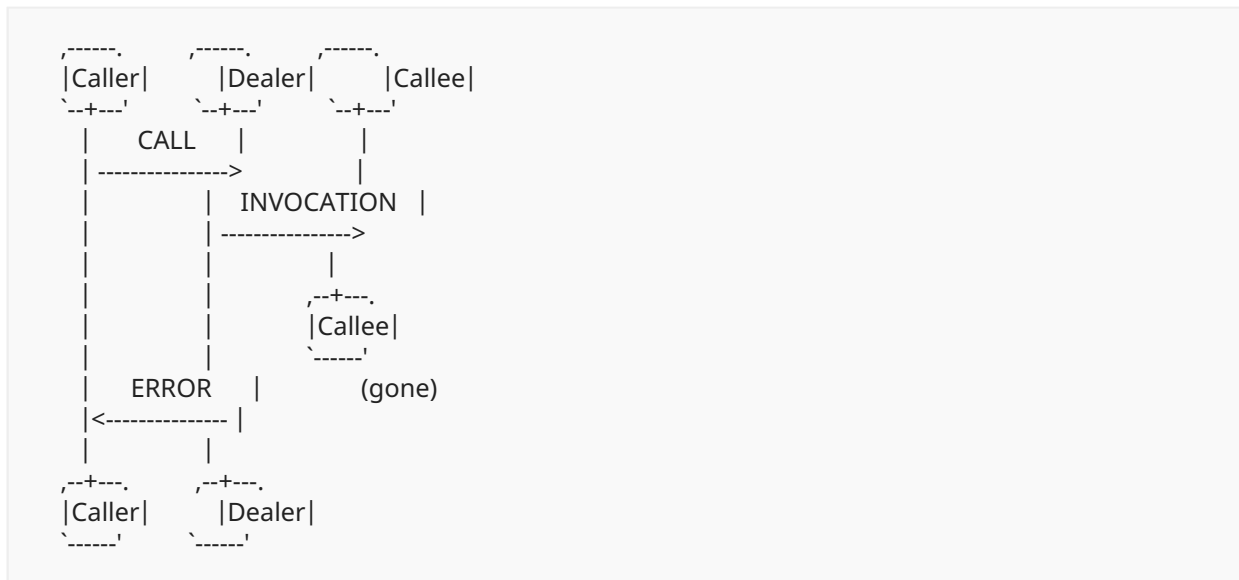 ,------.      ,------.          ,------.
|Caller|          |Dealer|          |Callee|
`--+---'          `--+---'          `--+---'
   |       CALL      |                 |
   | ---------------->                 |
   |                 |    INVOCATION   |
   |                 | ---------------->
   |                 |                 |
   |                 |              ,--+---.
   |                 |              |Callee|
   |                 |              `------'
   |       ERROR      |               (gone)
   |<--------------- |
   |                 |
,--+---.          ,--+---.
|Caller|          |Dealer|
`------'          `------'